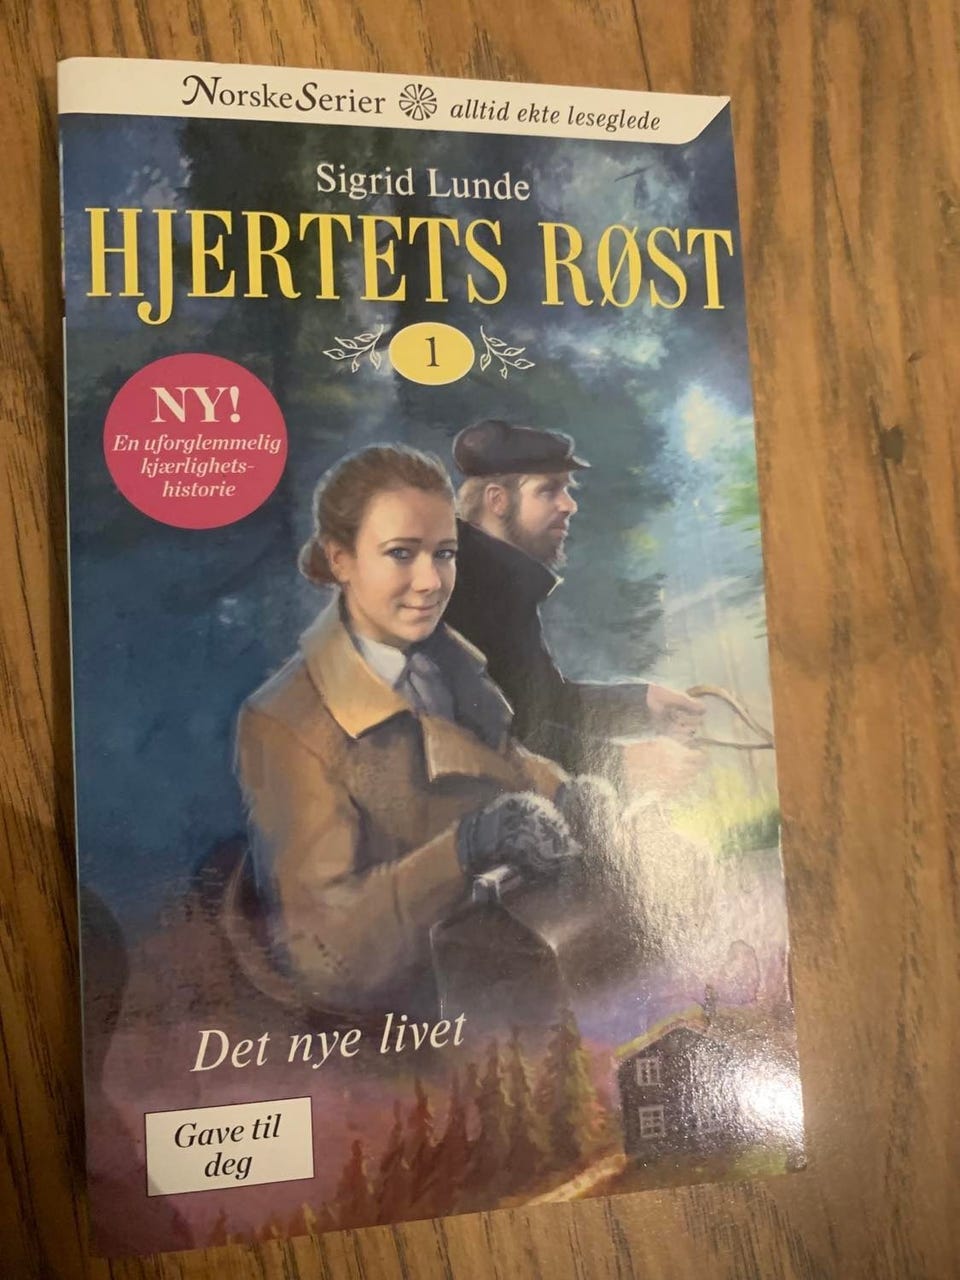 NorskeSerier alltid ekte leseglede
Sigrid Lunde
HJERTETS RØST
1
NY!
En uforglemmelig
kjærlighets-
historie
Det nye livet
Gave til
deg